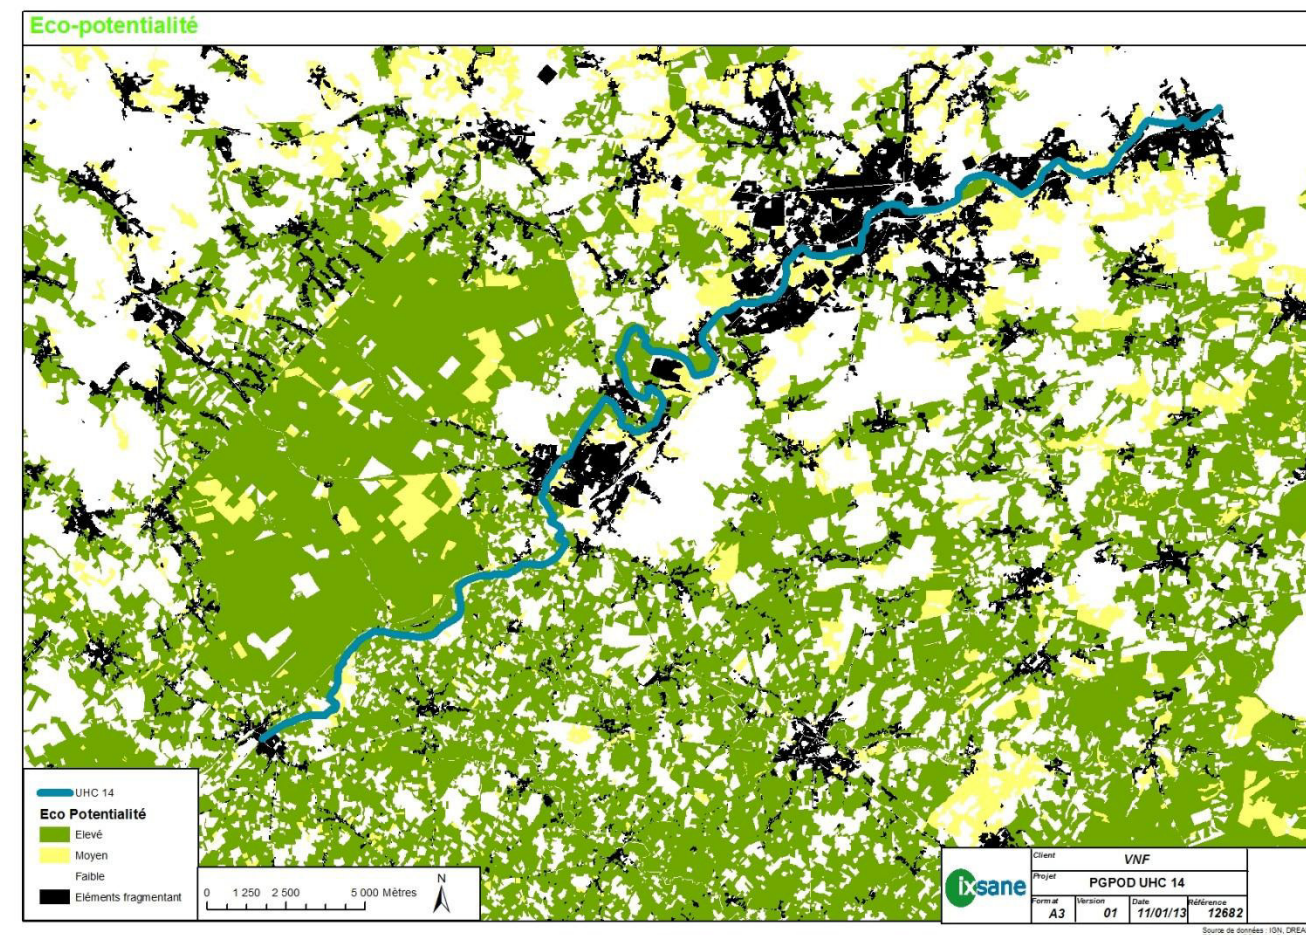 Eco-potentialité
UHC 14
Eco Potentialité
Elevé
Moyen
Faible
Eléments fragmentant
0 1 250 2 500 5 000 Mètres
N
ixsane
Client
VNF
Projet
PGPOD UHC 14
Format
A3
Version
01
Date
11/01/13
Référence
12682
Source de données : IGN, DREA